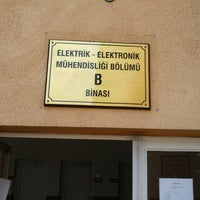 ELEKTRİK - ELEKTRONİK
MÜHENDİSLİĞİ BÖLÜMÜ
B
BİNASI